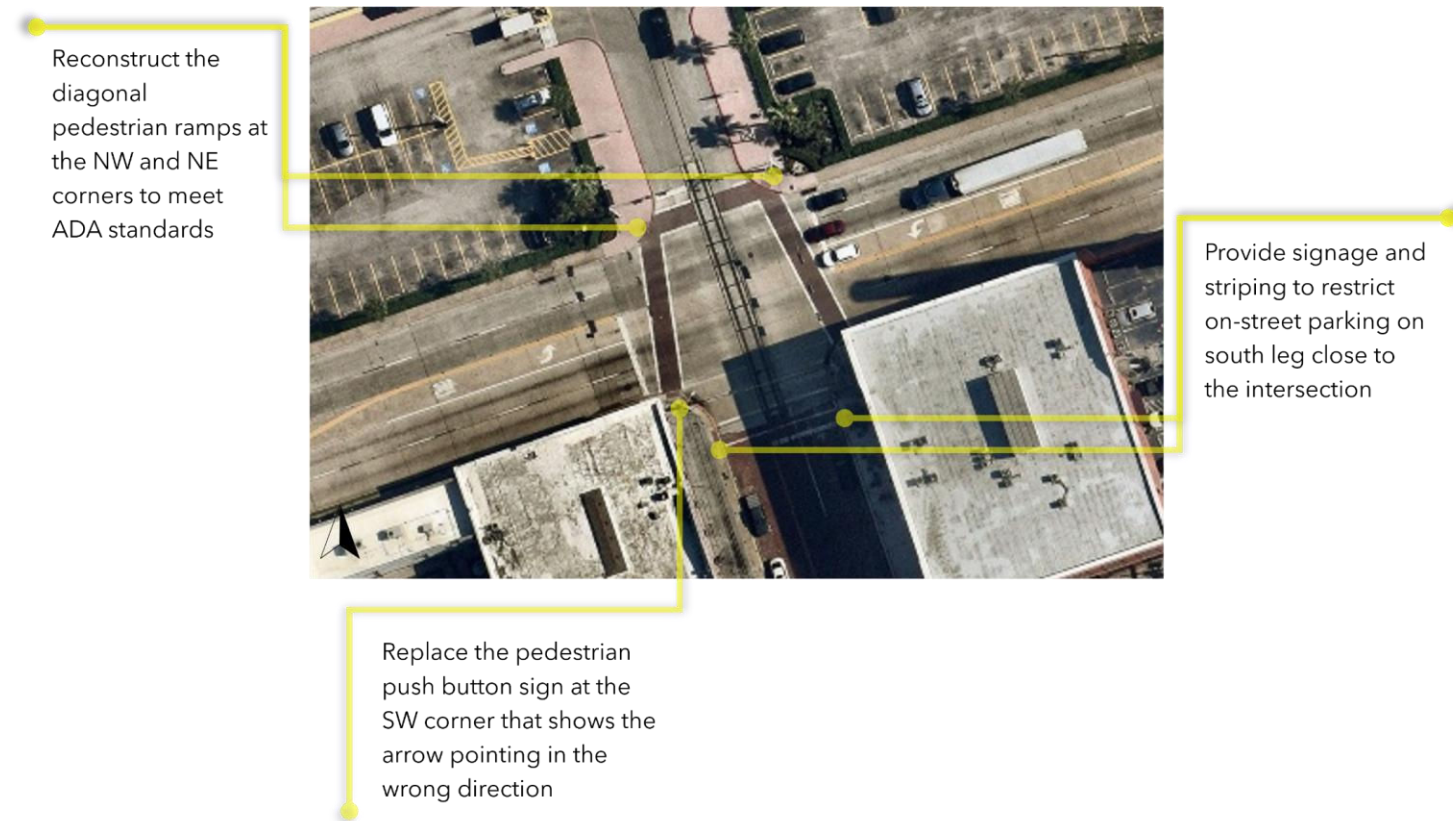 Reconstruct the
diagonal
pedestrian ramps at
the NW and NE
corners to meet
ADA standards
Provide signage and
striping to restrict
on-street parking on
south leg close to
the intersection
Replace the pedestrian
push button sign at the
SW corner that shows the
arrow pointing in the
wrong direction